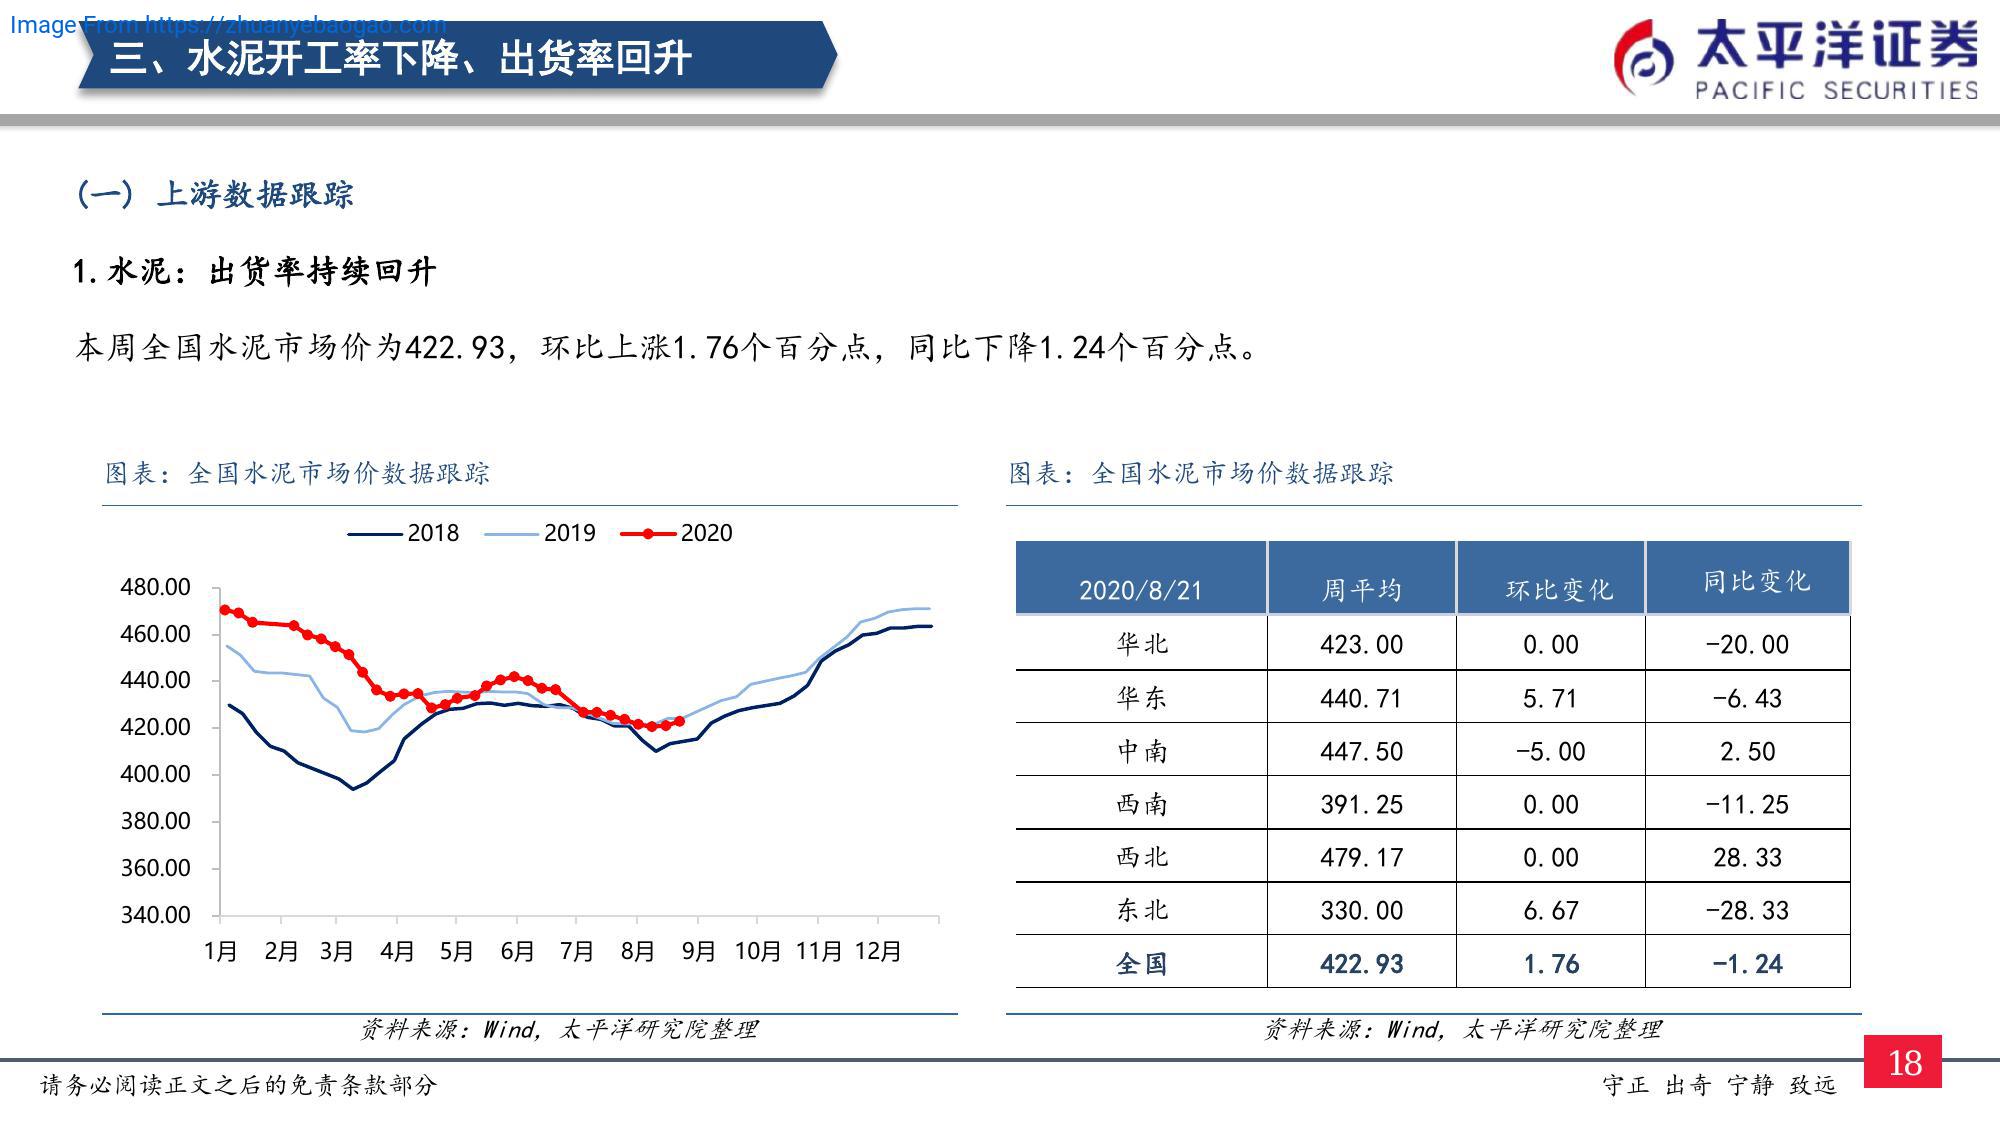 Image From https://zhuanyebaogao.com
三、水泥开工率下降、出货率回升
太平洋证券
PACIFIC SECURITIES
(一) 上游数据跟踪
1.水泥：出货率持续回升
本周全国水泥市场价为422.93，环比上涨1.76个百分点，同比下降1.24个百分点。
图表：全国水泥市场价数据跟踪
2018 2019 2020
480.00
460.00
440.00
420.00
400.00
380.00
360.00
340.00
1月 2月 3月 4月 5月 6月 7月 8月 9月 10月 11月 12月
资料来源：Wind，太平洋研究院整理
图表：全国水泥市场价数据跟踪
2020/8/21 周平均 环比变化 同比变化
华北 423.00 0.00 -20.00
华东 440.71 5.71 -6.43
中南 447.50 -5.00 2.50
西南 391.25 0.00 -11.25
西北 479.17 0.00 28.33
东北 330.00 6.67 -28.33
全国 422.93 1.76 -1.24
资料来源：Wind，太平洋研究院整理
请务必阅读正文之后的免责条款部分
守正 出奇 宁静 致远
18